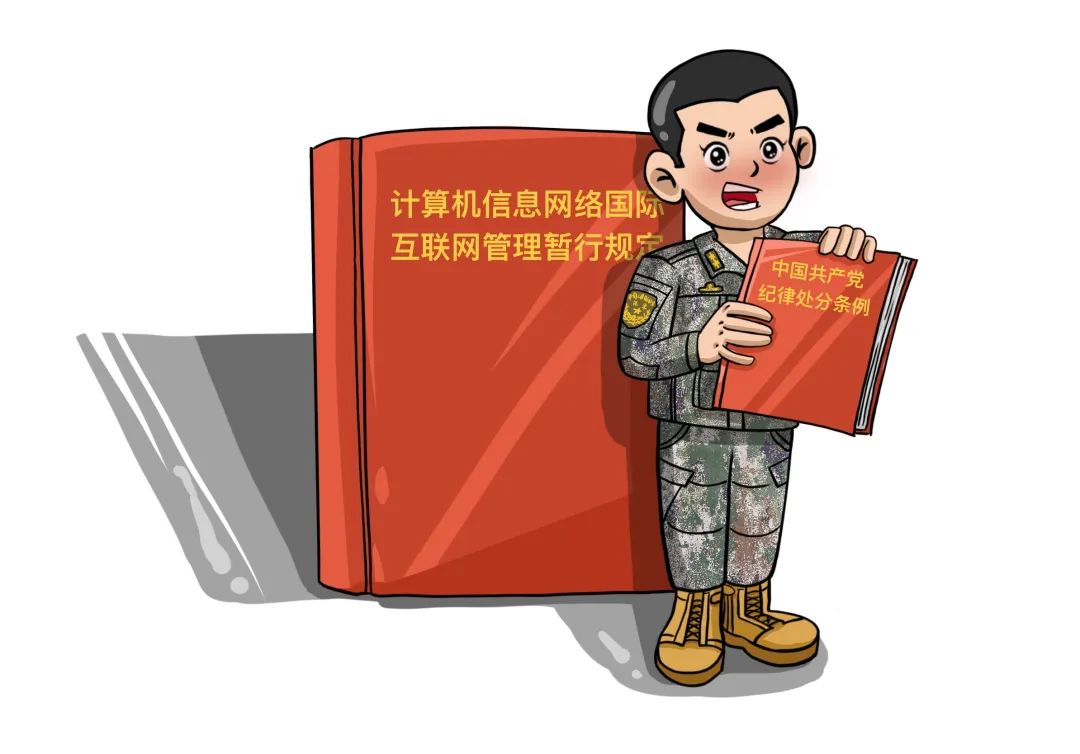 计算机信息网络国际
互联网管理暂行规定
中国共产党
纪律处分条例